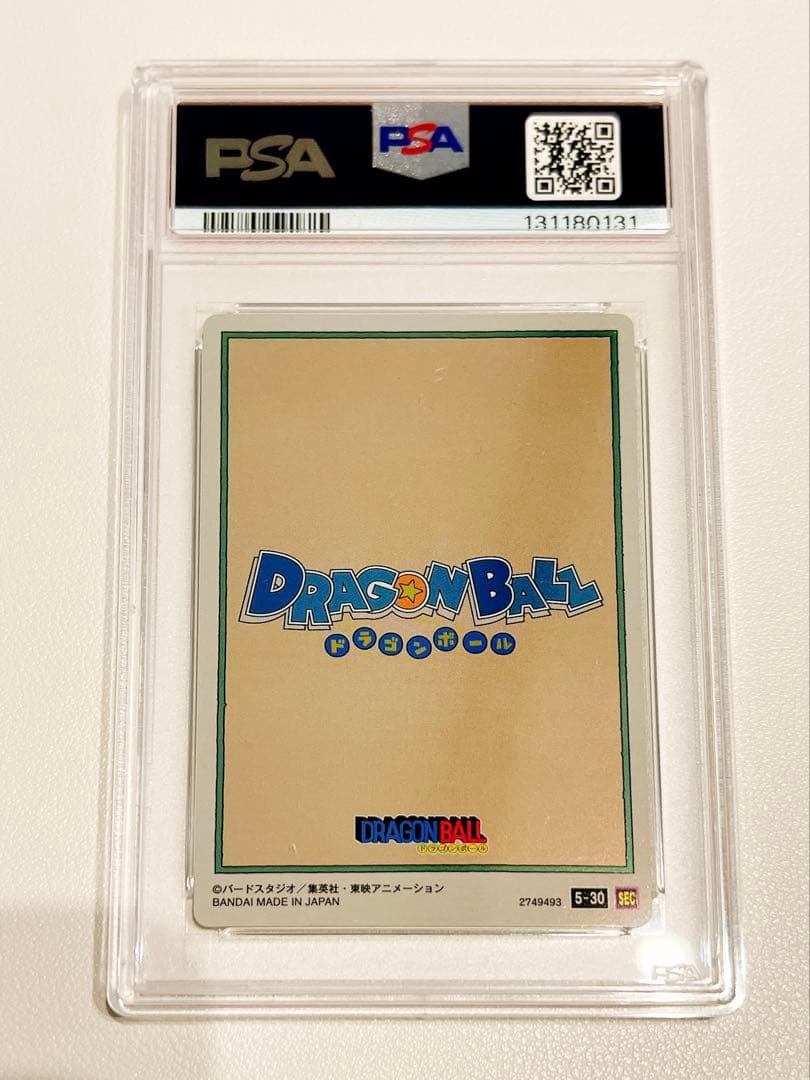 PSA
PSA
131180131
DRAGON BALL
ドラゴンボール
DRAGON BALL
ドラゴンボール
©バードスタジオ／集英社・東映アニメーション
BANDAI MADE IN JAPAN
2749493 5-30 SEC
PSA